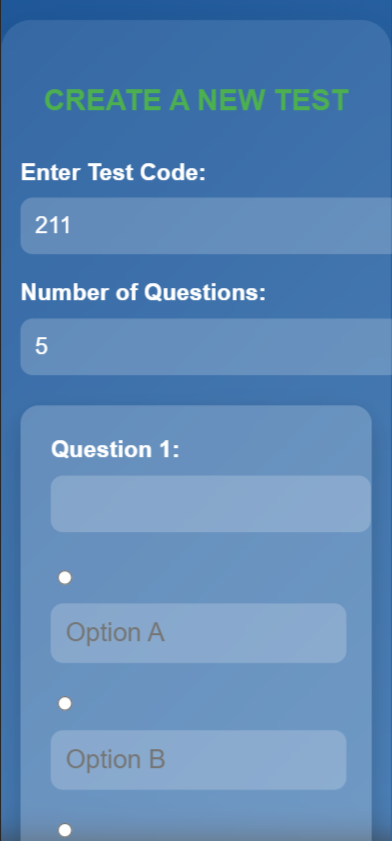 CREATE A NEW TEST
Enter Test Code:
211
Number of Questions:
5
Question 1:
Option A
Option B